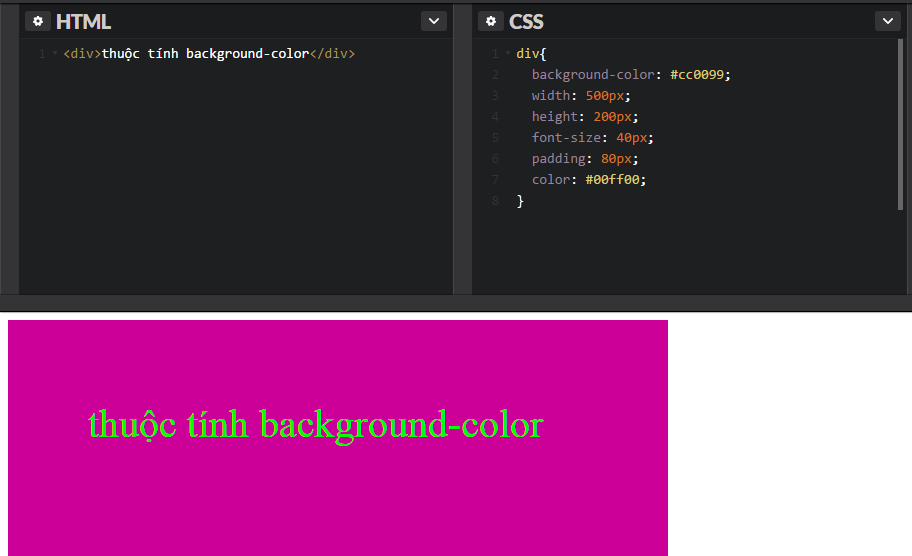 HTML
1 <div>thuộc tính background-color</div>
CSS
1 div{
2 background-color: #cc0099;
3 width: 500px;
4 height: 200px;
5 font-size: 40px;
6 padding: 80px;
7 color: #00ff00;
8 }
thuộc tính background-color